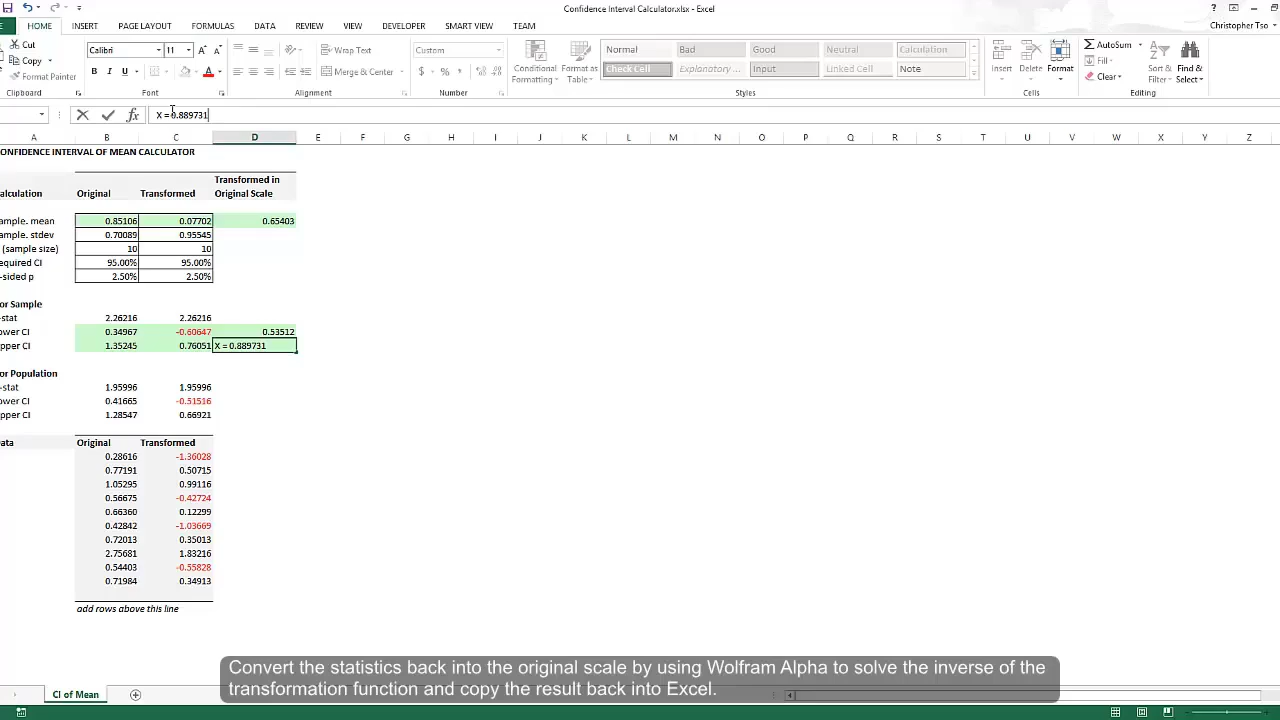 Confidence Interval Calculator.xlsx - Excel
HOME INSERT PAGE LAYOUT FORMULAS DATA REVIEW VIEW DEVELOPER SMART VIEW TEAM Christopher Tso
Cut
Copy
Format Painter
Clipboard
Calibri 11
B I U
Font
Wrap Text
Merge & Center
Alignment
Custom
$ %
Number
Conditional Formatting
Format as Table
Normal Bad Good Neutral Calculation
Check Cell Explanatory ... Input Linked Cell Note
Styles
Insert Delete Format
Cells
AutoSum
Fill
Clear
Sort & Filter
Find & Select
Editing
fx X = 0.889731
A B C D E F G H I J K L M N O P Q R S T U V W X Y Z
ONFIDENCE INTERVAL OF MEAN CALCULATOR
Transformed in
alculation Original Transformed Original Scale
ample. mean 0.85106 0.07702 0.65403
ample. stdev 0.70089 0.95545
(sample size) 10 10
equired CI 95.00% 95.00%
-sided p 2.50% 2.50%
or Sample
-stat 2.26216 2.26216
ower CI 0.34967 -0.60647 0.53512
pper CI 1.35245 0.76051 X = 0.889731
or Population
-stat 1.95996 1.95996
ower CI 0.41665 -0.51516
pper CI 1.28547 0.66921
ata Original Transformed
0.28616 -1.36028
0.77191 0.50715
1.05295 0.99116
0.56675 -0.42724
0.66360 0.12299
0.42842 -1.03669
0.72013 0.35013
2.75681 1.83216
0.54403 -0.55828
0.71984 0.34913
add rows above this line
Convert the statistics back into the original scale by using Wolfram Alpha to solve the inverse of the
transformation function and copy the result back into Excel.
CI of Mean